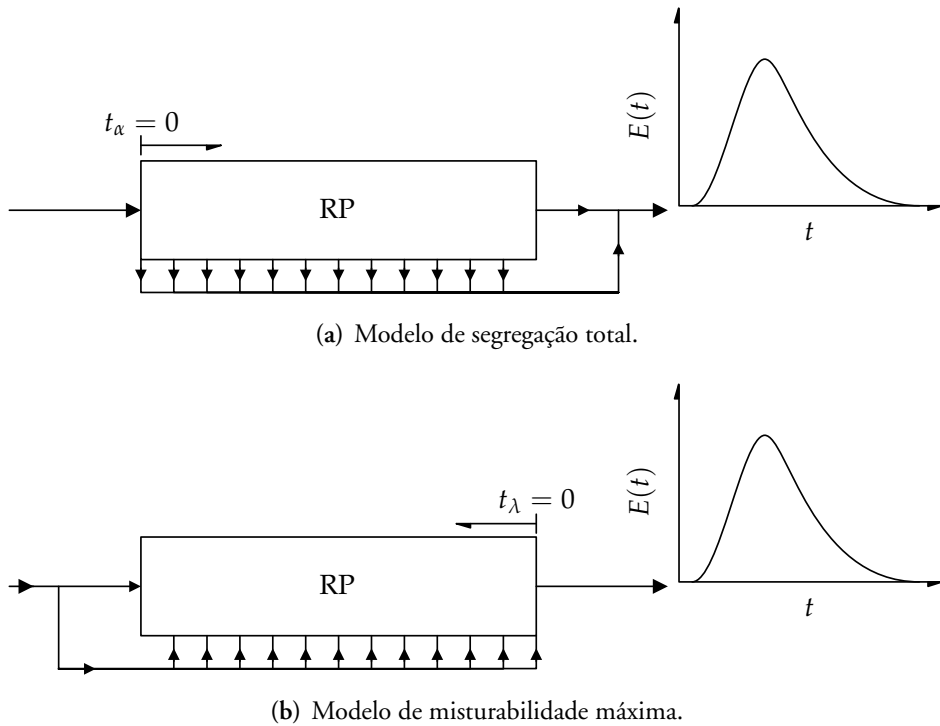 E(t)
t_α = 0
RP
t
(a) Modelo de segregação total.
E(t)
t_λ = 0
RP
t
(b) Modelo de misturabilidade máxima.